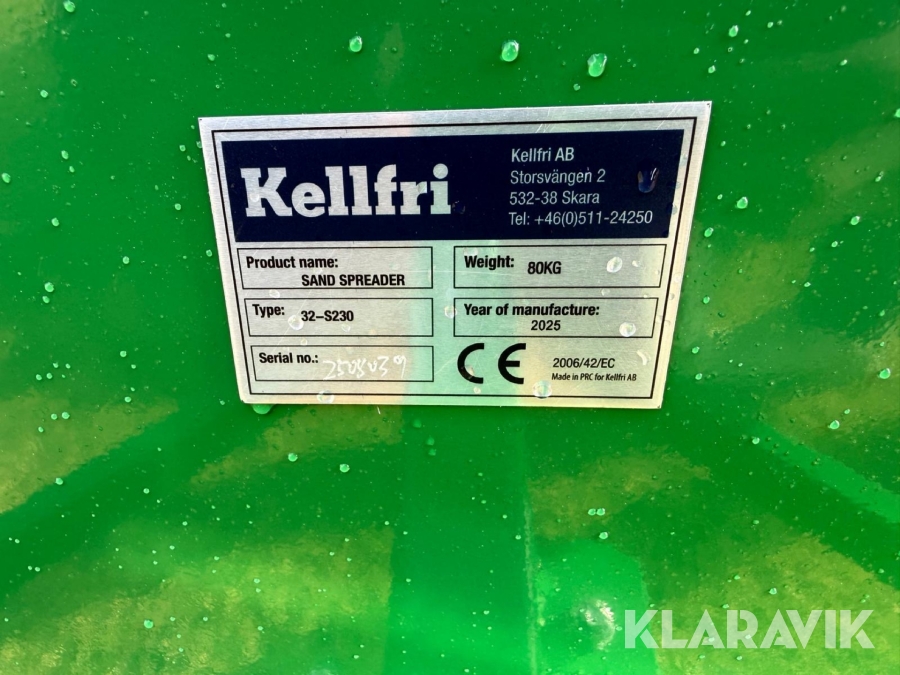 Kellfri
Kellfri AB
Storsvängen 2
532-38 Skara
Tel: +46(0)511-24250
Product name:
SAND SPREADER
Weight: 80KG
Type: 32-S230
Year of manufacture:
2025
Serial no.:
CE
2006/42/EC
Made in PRC for Kellfri AB
KLARAVIK